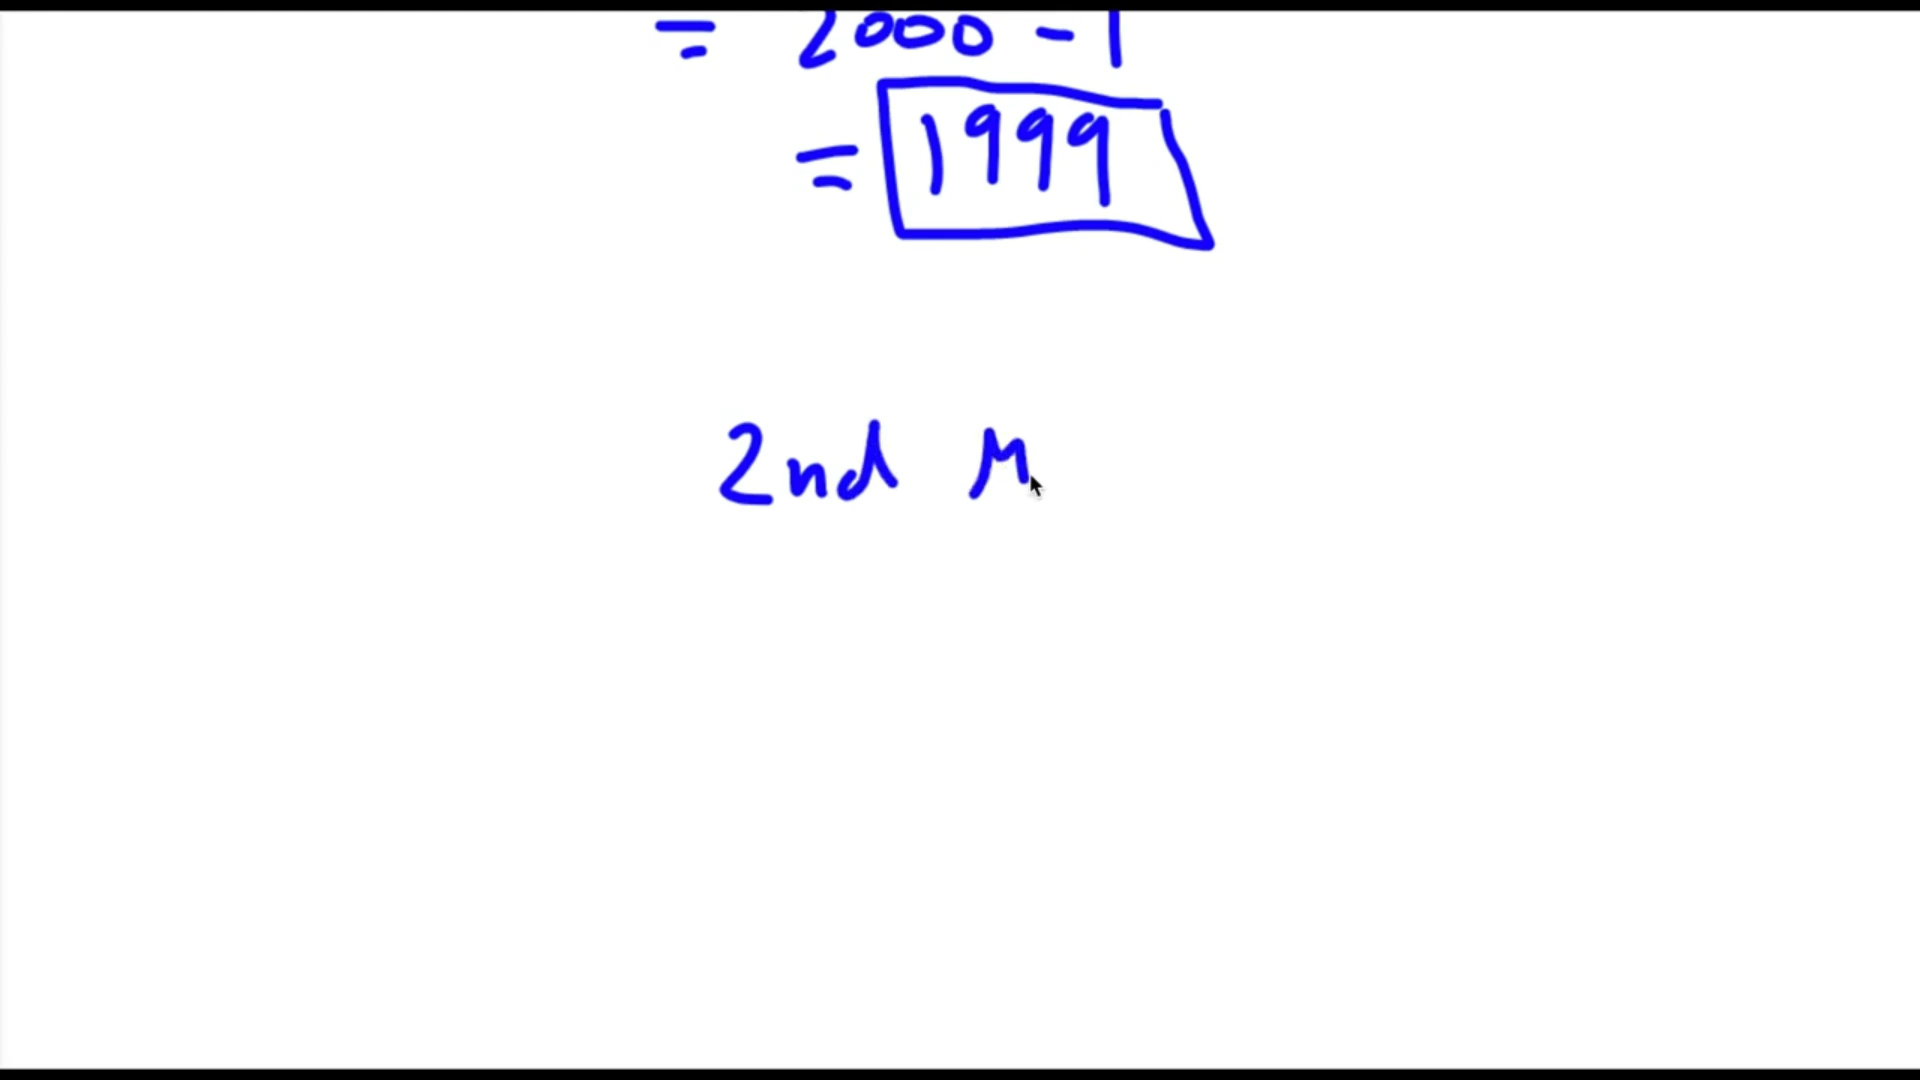 = 2000 - 1
= 1999
2nd M